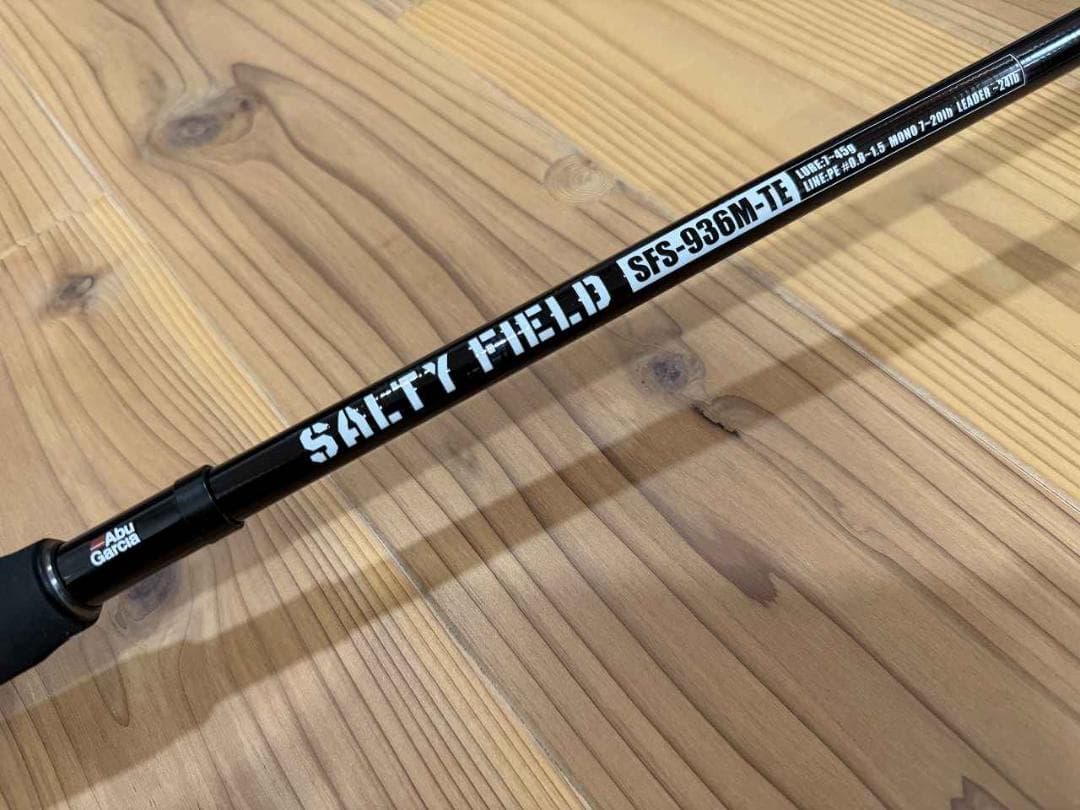 Abu
Garcia
SALTY FIELD
SFS-936M-TE
LURE:7~45g
LINE:PE #0.8~1.5 MONO 7~20lb LEADER ~24lb